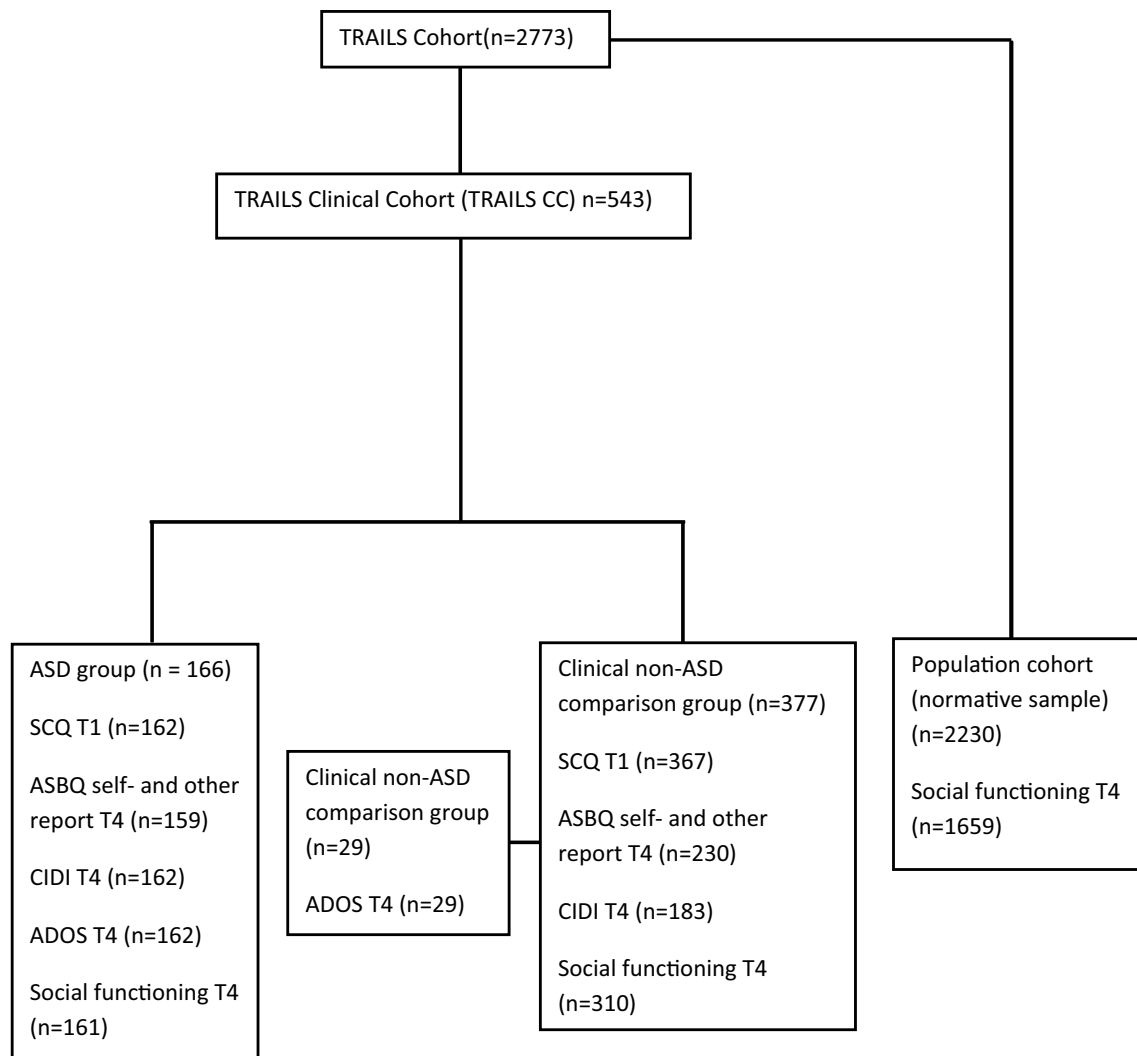 TRAILS Cohort(n=2773)
TRAILS Clinical Cohort (TRAILS CC) n=543)
ASD group (n = 166)
SCQ T1 (n=162)
ASBQ self- and other
report T4 (n=159)
CIDI T4 (n=162)
ADOS T4 (n=162)
Social functioning T4
(n=161)
Clinical non-ASD
comparison group
(n=29)
ADOS T4 (n=29)
Clinical non-ASD
comparison group (n=377)
SCQ T1 (n=367)
ASBQ self- and other
report T4 (n=230)
CIDI T4 (n=183)
Social functioning T4
(n=310)
Population cohort
(normative sample)
(n=2230)
Social functioning T4
(n=1659)